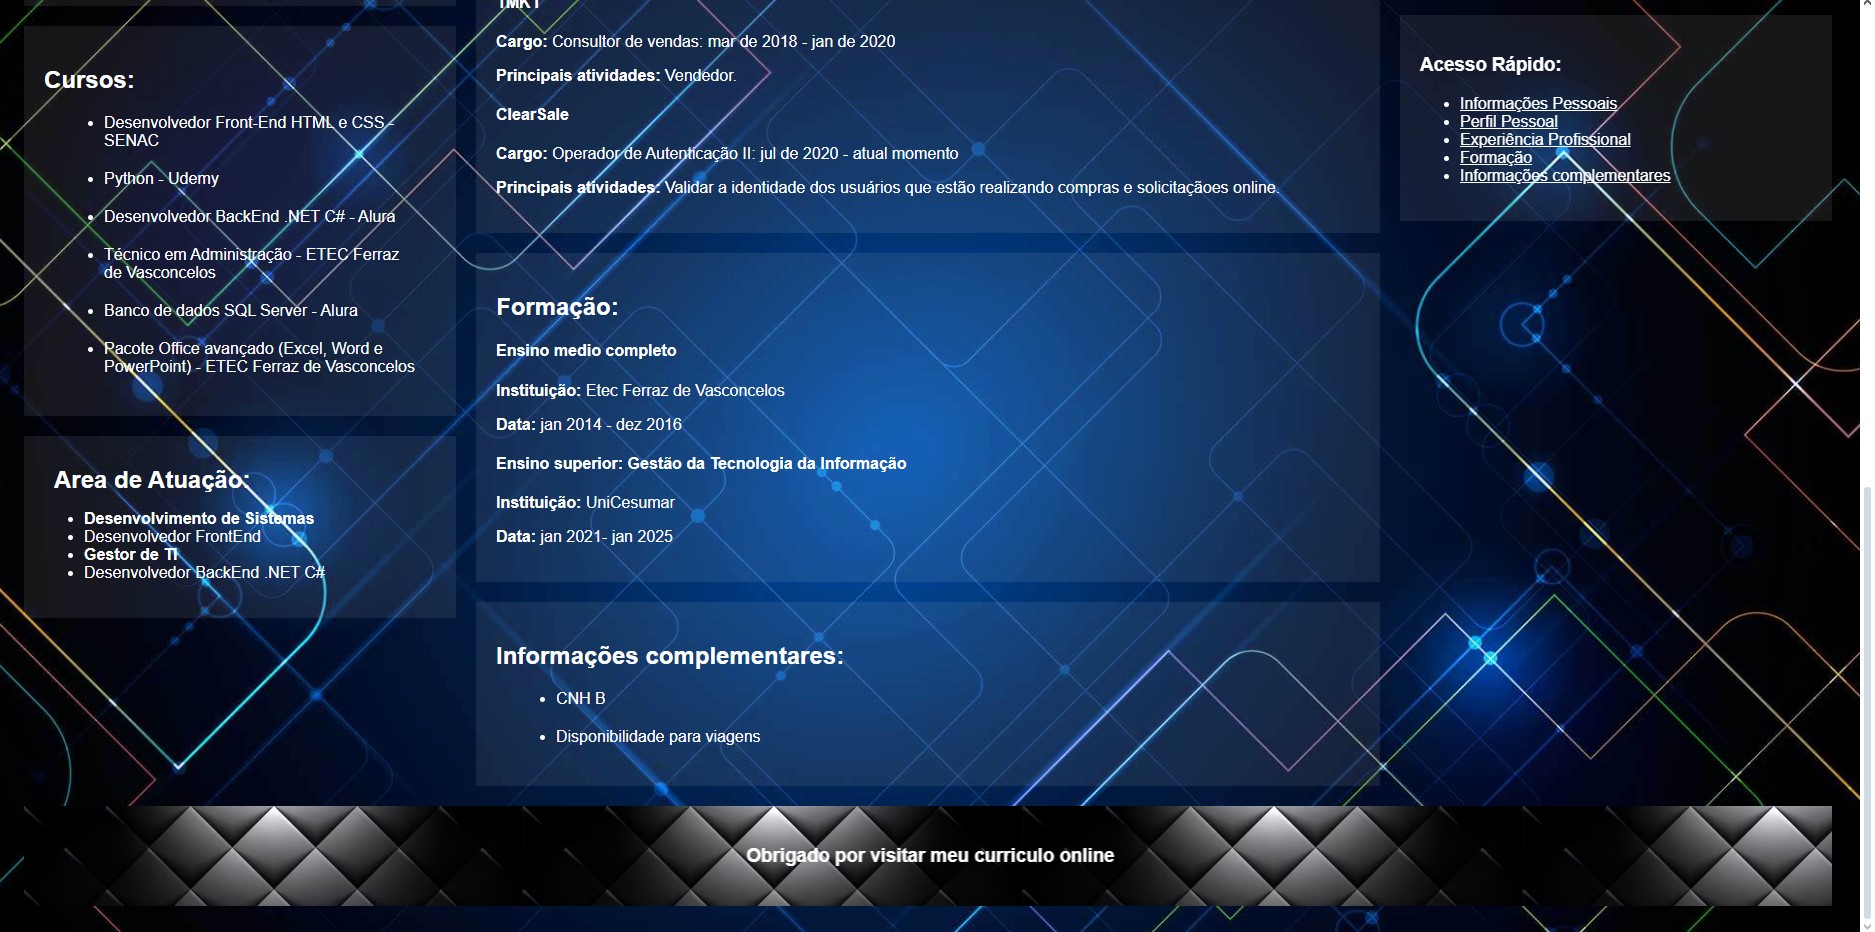 Cursos:
Desenvolvedor Front-End HTML e CSS -
SENAC
Python - Udemy
Desenvolvedor BackEnd .NET C# - Alura
Técnico em Administração - ETEC Ferraz
de Vasconcelos
Banco de dados SQL Server - Alura
Pacote Office avançado (Excel, Word e
PowerPoint) - ETEC Ferraz de Vasconcelos
Area de Atuação:
Desenvolvimento de Sistemas
Desenvolvedor FrontEnd
Gestor de TI
Desenvolvedor BackEnd .NET C#
TMKT
Cargo: Consultor de vendas: mar de 2018 - jan de 2020
Principais atividades: Vendedor.
ClearSale
Cargo: Operador de Autenticação II: jul de 2020 - atual momento
Principais atividades: Validar a identidade dos usuários que estão realizando compras e solicitaçãoes online.
Formação:
Ensino medio completo
Instituição: Etec Ferraz de Vasconcelos
Data: jan 2014 - dez 2016
Ensino superior: Gestão da Tecnologia da Informação
Instituição: UniCesumar
Data: jan 2021- jan 2025
Informações complementares:
CNH B
Disponibilidade para viagens
Acesso Rápido:
Informações Pessoais
Perfil Pessoal
Experiência Profissional
Formação
Informações complementares
Obrigado por visitar meu curriculo online